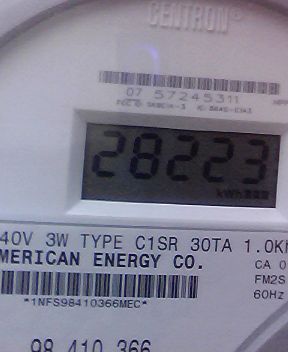 CENTRON®
07 57245311
28223
kWh
40V 3W TYPE C1SR 30TA 1.0K
MERICAN ENERGY CO.
CA 0
FM2S
60Hz
*1NFS98410366MEC*
98 410 366